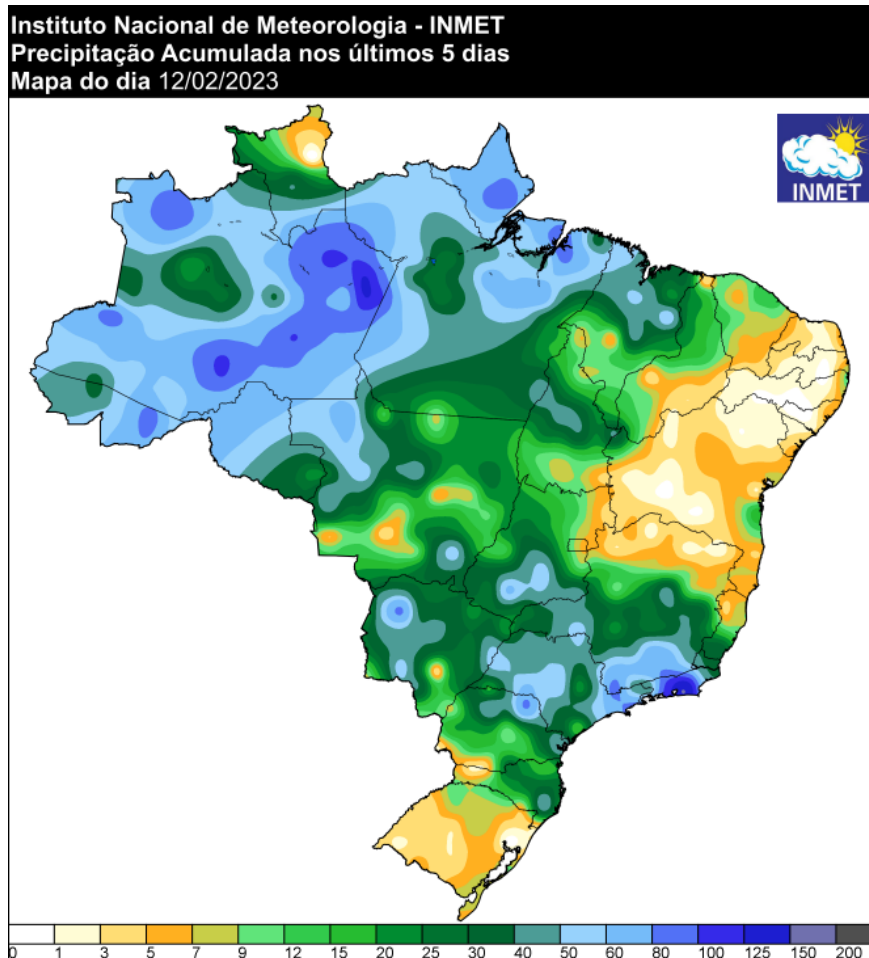 Instituto Nacional de Meteorologia - INMET
Precipitação Acumulada nos últimos 5 dias
Mapa do dia 12/02/2023
INMET
0 1 3 5 7 9 12 15 20 25 30 40 50 60 80 100 125 150 200